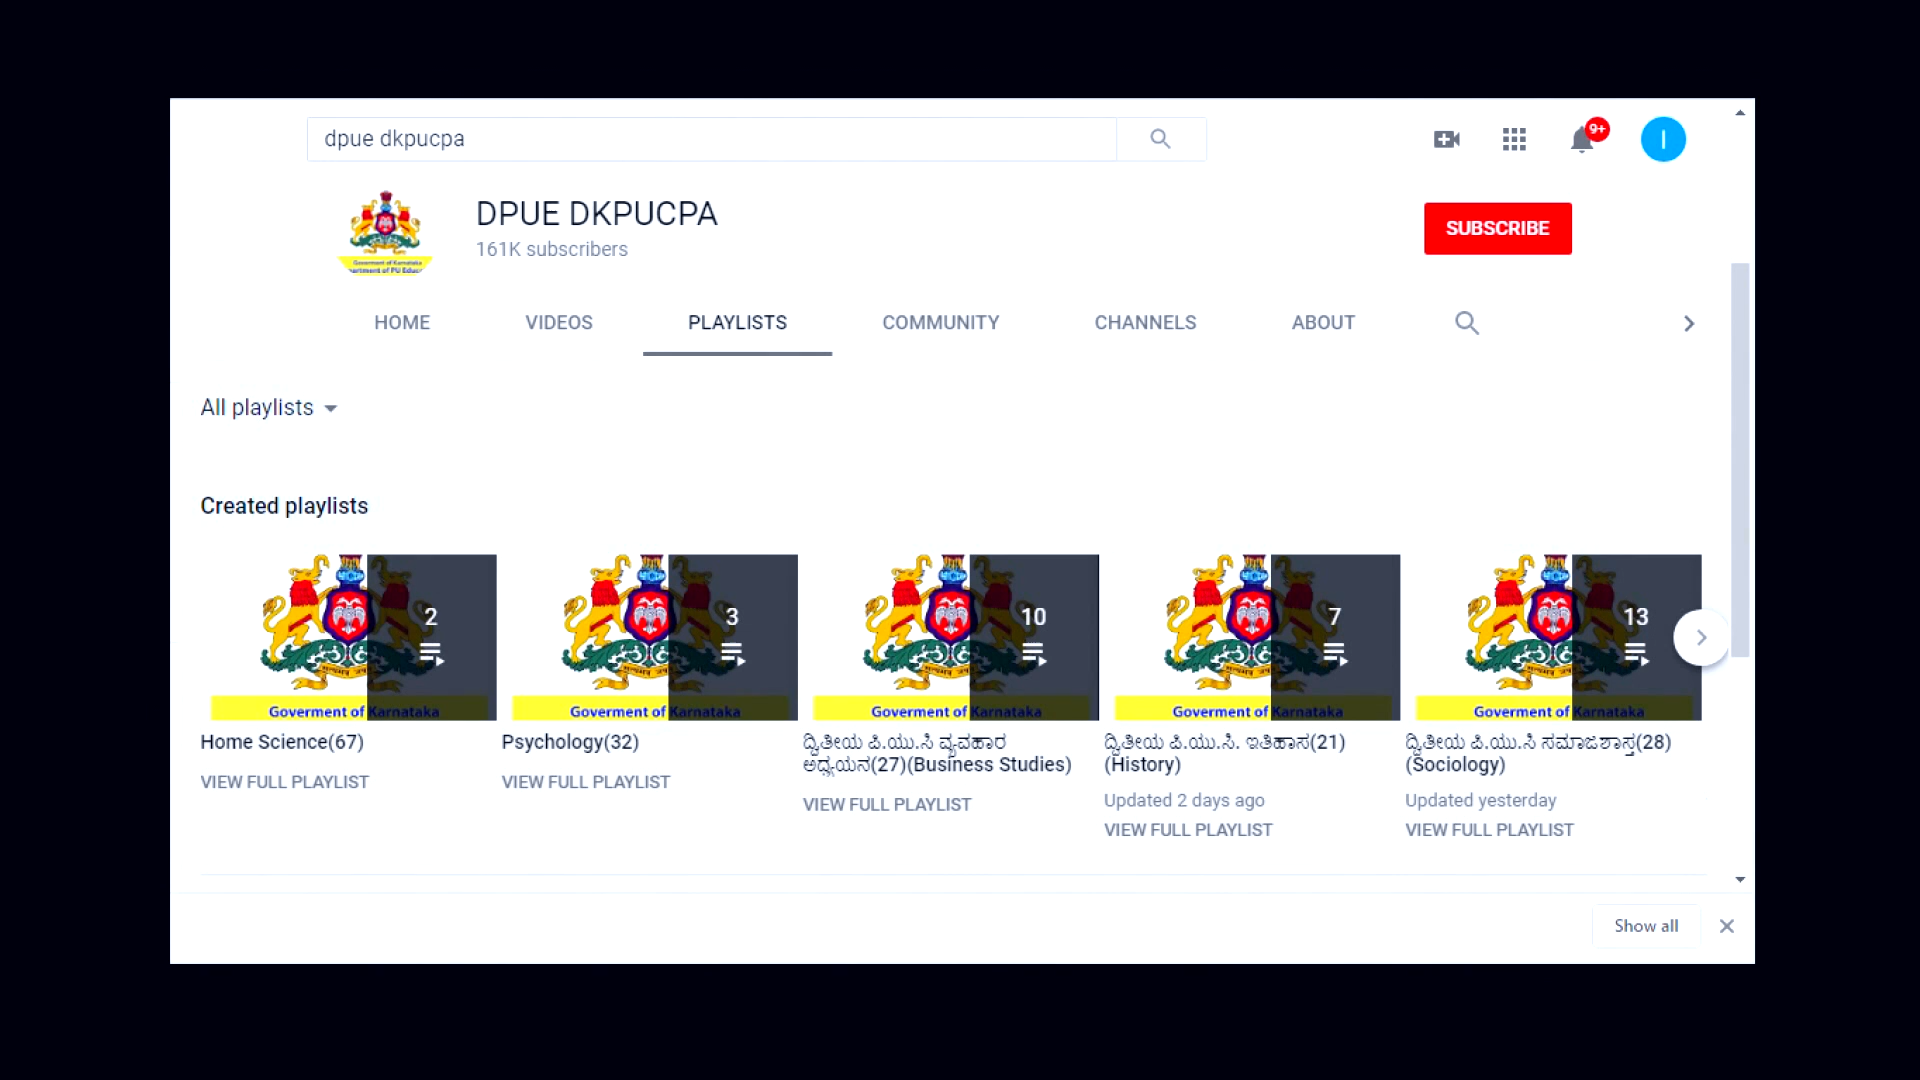 dpue dkpucpa
9+
I
DPUE DKPUCPA
161K subscribers
SUBSCRIBE
Goverment of Karnataka
HOME VIDEOS PLAYLISTS COMMUNITY CHANNELS ABOUT
All playlists
Created playlists
2 3 10 7 13
Goverment of Karnataka Goverment of Karnataka Goverment of Karnataka Goverment of Karnataka Goverment of Karnataka
Home Science(67)
VIEW FULL PLAYLIST
Psychology(32)
VIEW FULL PLAYLIST
ದ್ವಿತೀಯ ಪಿ.ಯು.ಸಿ ವ್ಯವಹಾರ
ಅಧ್ಯಯನ(27)(Business Studies)
VIEW FULL PLAYLIST
ದ್ವಿತೀಯ ಪಿ.ಯು.ಸಿ. ಇತಿಹಾಸ(21)
(History)
Updated 2 days ago
VIEW FULL PLAYLIST
ದ್ವಿತೀಯ ಪಿ.ಯು.ಸಿ ಸಮಾಜಶಾಸ್ತ್ರ(28)
(Sociology)
Updated yesterday
VIEW FULL PLAYLIST
Show all